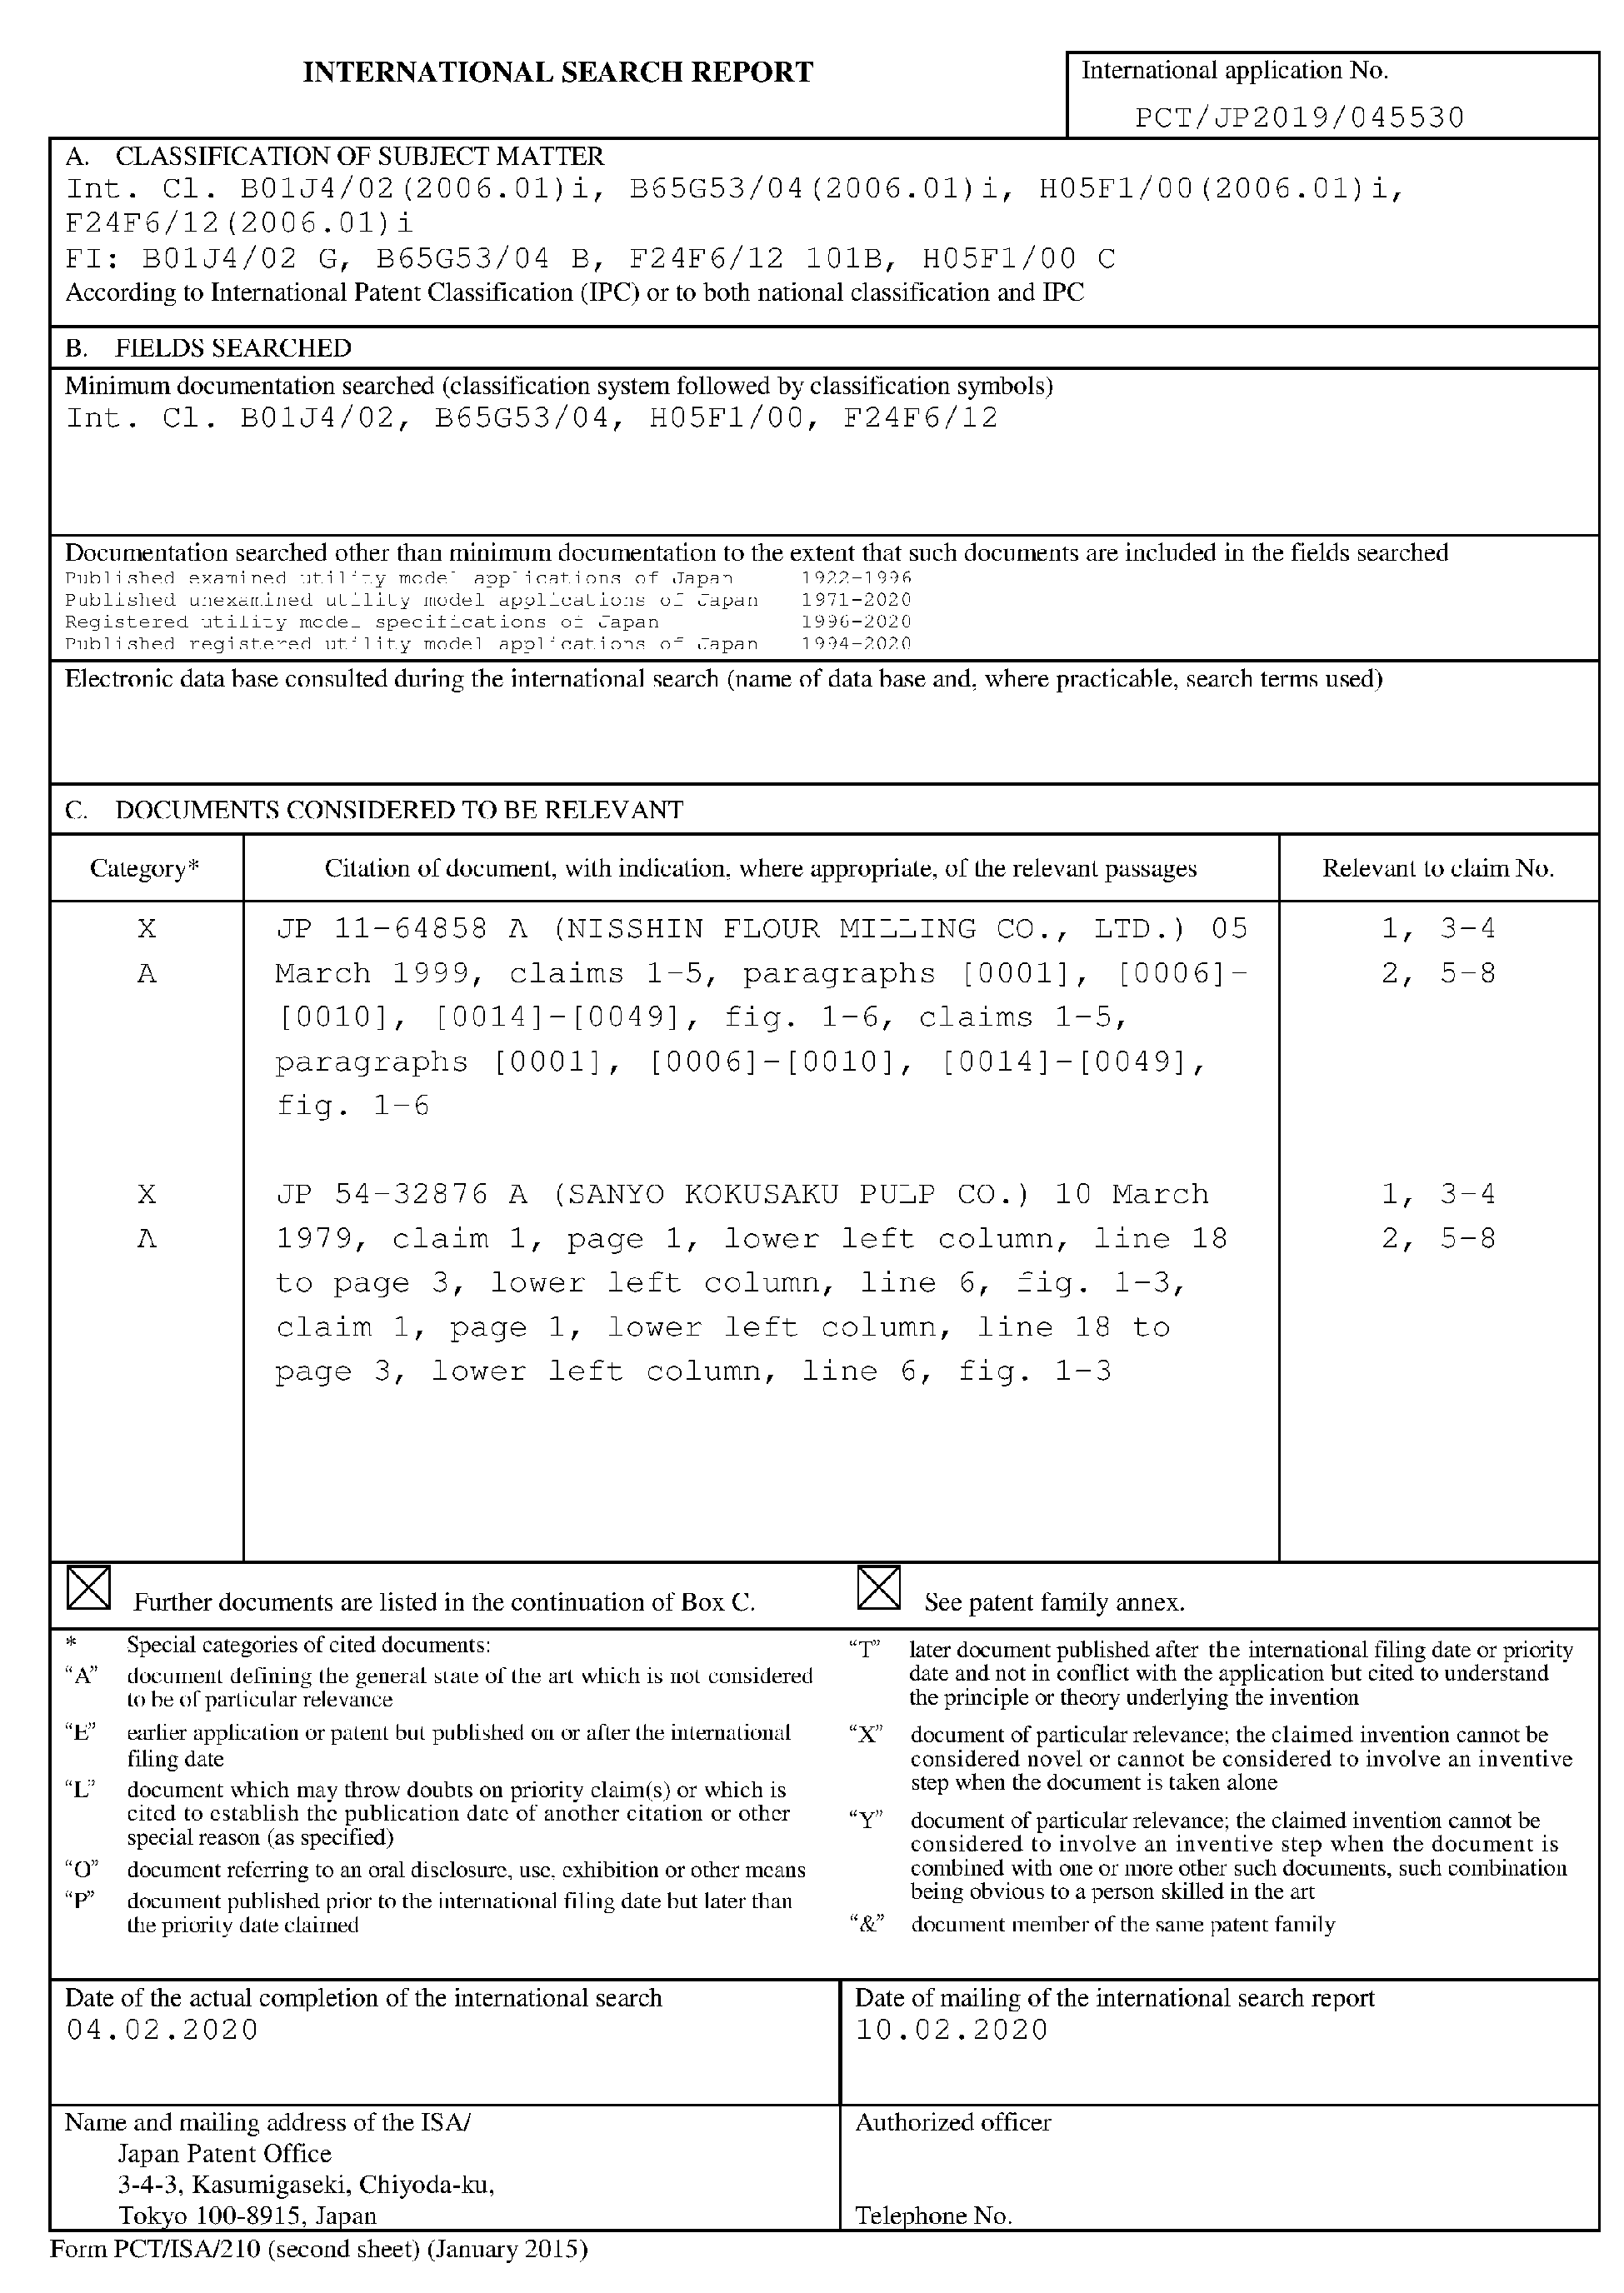 INTERNATIONAL SEARCH REPORT
International application No.
PCT/JP2019/045530
A. CLASSIFICATION OF SUBJECT MATTER
Int. Cl. B01J4/02(2006.01)i, B65G53/04(2006.01)i, H05F1/00(2006.01)i,
F24F6/12(2006.01)i
FI: B01J4/02 G, B65G53/04 B, F24F6/12 101B, H05F1/00 C
According to International Patent Classification (IPC) or to both national classification and IPC
B. FIELDS SEARCHED
Minimum documentation searched (classification system followed by classification symbols)
Int. Cl. B01J4/02, B65G53/04, H05F1/00, F24F6/12
Documentation searched other than minimum documentation to the extent that such documents are included in the fields searched
Published examined utility model applications of Japan 1922-1996
Published unexamined utility model applications of Japan 1971-2020
Registered utility model specifications of Japan 1996-2020
Published registered utility model applications of Japan 1994-2020
Electronic data base consulted during the international search (name of data base and, where practicable, search terms used)
C. DOCUMENTS CONSIDERED TO BE RELEVANT
Category* Citation of document, with indication, where appropriate, of the relevant passages Relevant to claim No.
X JP 11-64858 A (NISSHIN FLOUR MILLING CO., LTD.) 05 1, 3-4
A March 1999, claims 1-5, paragraphs [0001], [0006]- 2, 5-8
[0010], [0014]-[0049], fig. 1-6, claims 1-5,
paragraphs [0001], [0006]-[0010], [0014]-[0049],
fig. 1-6
X JP 54-32876 A (SANYO KOKUSAKU PULP CO.) 10 March 1, 3-4
A 1979, claim 1, page 1, lower left column, line 18 2, 5-8
to page 3, lower left column, line 6, fig. 1-3,
claim 1, page 1, lower left column, line 18 to
page 3, lower left column, line 6, fig. 1-3
Further documents are listed in the continuation of Box C.
See patent family annex.
* Special categories of cited documents:
"A" document defining the general state of the art which is not considered
to be of particular relevance
"E" earlier application or patent but published on or after the international
filing date
"L" document which may throw doubts on priority claim(s) or which is
cited to establish the publication date of another citation or other
special reason (as specified)
"O" document referring to an oral disclosure, use, exhibition or other means
"P" document published prior to the international filing date but later than
the priority date claimed
"T" later document published after the international filing date or priority
date and not in conflict with the application but cited to understand
the principle or theory underlying the invention
"X" document of particular relevance; the claimed invention cannot be
considered novel or cannot be considered to involve an inventive
step when the document is taken alone
"Y" document of particular relevance; the claimed invention cannot be
considered to involve an inventive step when the document is
combined with one or more other such documents, such combination
being obvious to a person skilled in the art
"&" document member of the same patent family
Date of the actual completion of the international search
04.02.2020
Date of mailing of the international search report
10.02.2020
Name and mailing address of the ISA/
Japan Patent Office
3-4-3, Kasumigaseki, Chiyoda-ku,
Tokyo 100-8915, Japan
Authorized officer
Telephone No.
Form PCT/ISA/210 (second sheet) (January 2015)